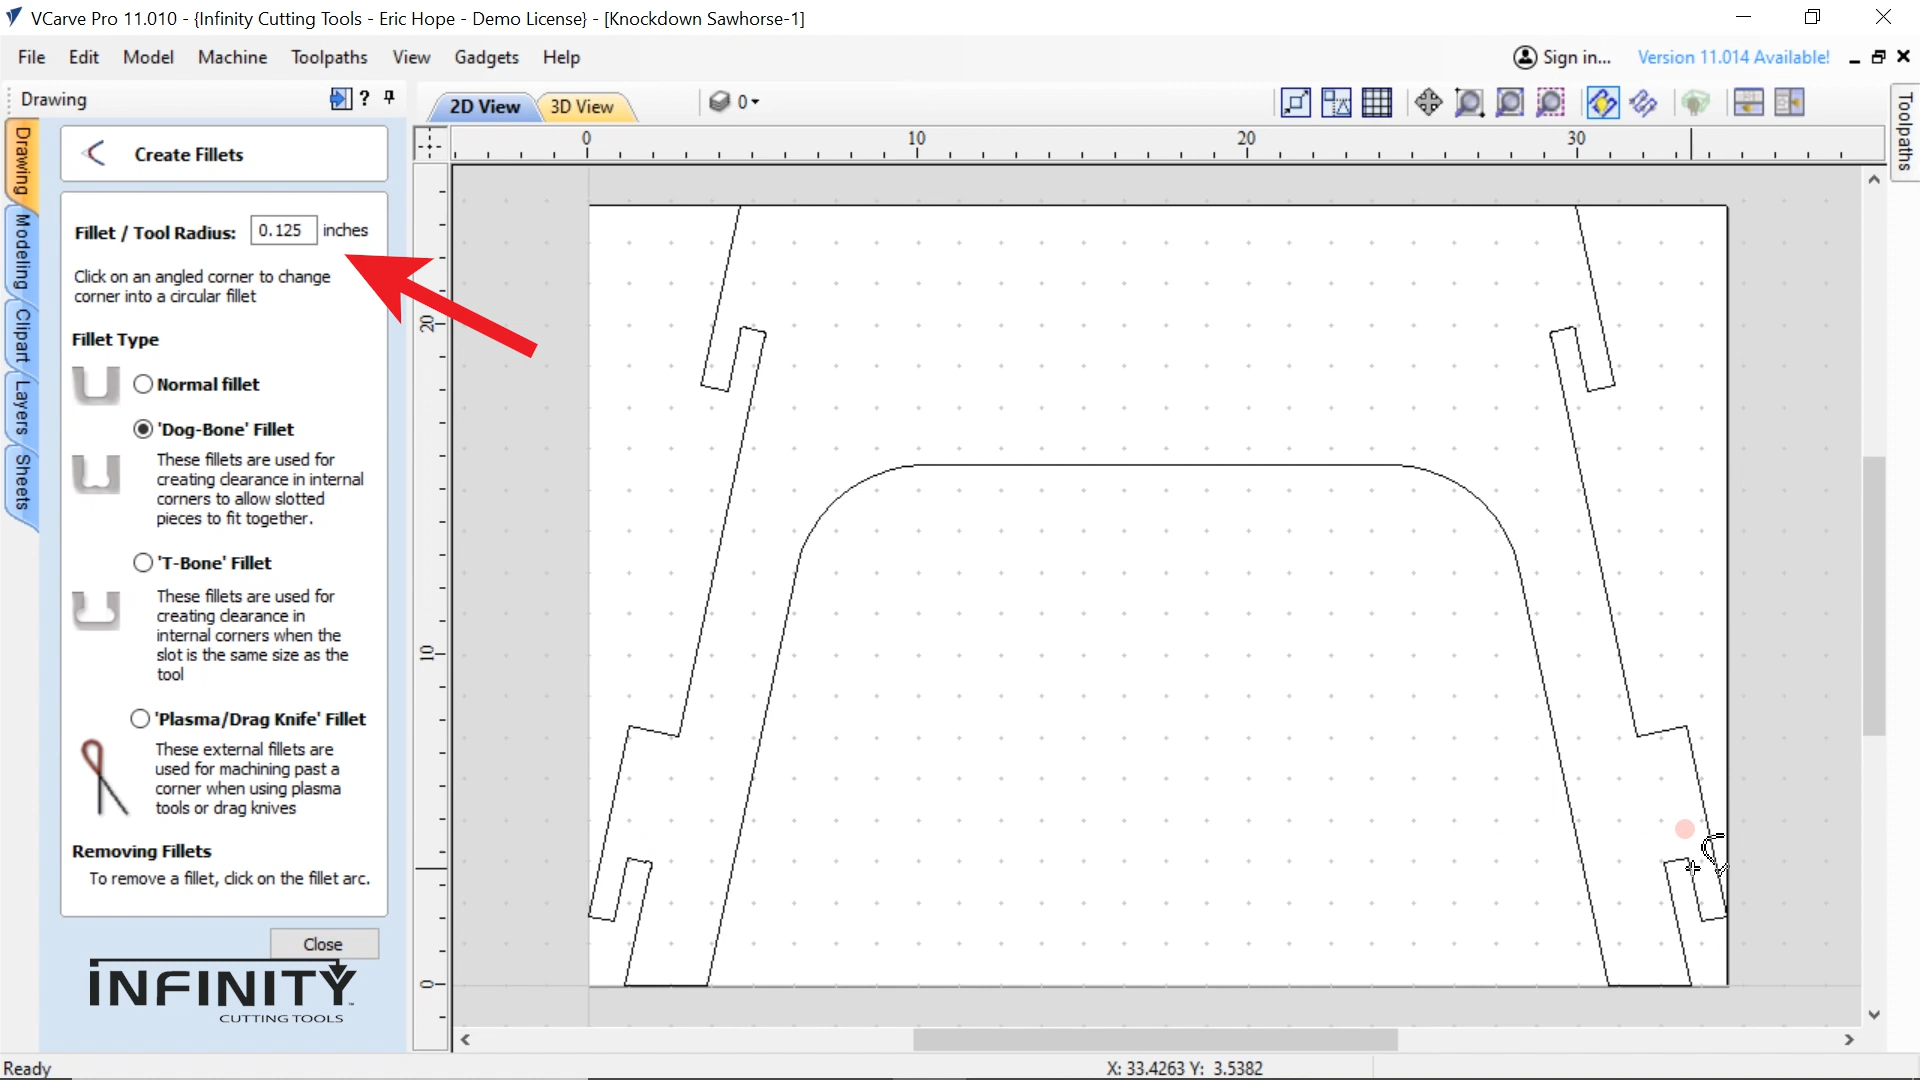 VCarve Pro 11.010 - {Infinity Cutting Tools - Eric Hope - Demo License} - [Knockdown Sawhorse-1]
File Edit Model Machine Toolpaths View Gadgets Help
Sign in... Version 11.014 Available!
Drawing ?
2D View 3D View 0
Toolpaths
0 10 20 30
20
10
0
Drawing
Modeling
Clipart
Layers
Sheets
Create Fillets
Fillet / Tool Radius: 0.125 inches
Click on an angled corner to change
corner into a circular fillet
Fillet Type
Normal fillet
'Dog-Bone' Fillet
These fillets are used for
creating clearance in internal
corners to allow slotted
pieces to fit together.
'T-Bone' Fillet
These fillets are used for
creating clearance in
internal corners when the
slot is the same size as the
tool
'Plasma/Drag Knife' Fillet
These external fillets are
used for machining past a
corner when using plasma
tools or drag knives
Removing Fillets
To remove a fillet, click on the fillet arc.
Close
INFINITY™
CUTTING TOOLS
Ready
X: 33.4263 Y: 3.5382